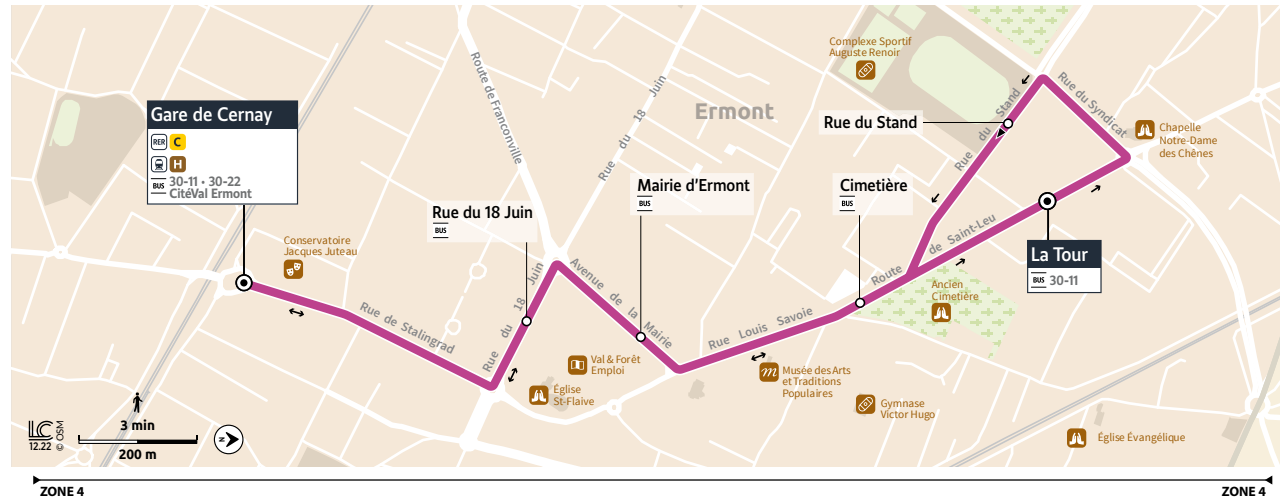 Gare de Cernay
RER C
H
BUS 30-11 • 30-22
CitéVal Ermont
Conservatoire
Jacques Juteau
Rue de Stalingrad
Rue du 18 Juin
BUS
Rue du 18 Juin
Route de Franconville
Rue du 18 Juin
Ermont
Avenue de la Mairie
Mairie d'Ermont
BUS
Val & Forêt
Emploi
Église
St-Flaive
Rue Louis Savoie
Musée des Arts
et Traditions
Populaires
Gymnase
Victor Hugo
Cimetière
BUS
Route de Saint-Leu
Ancien
Cimetière
Complexe Sportif
Auguste Renoir
Rue du Stand
Rue du Stand
Rue du Syndicat
Chapelle
Notre-Dame
des Chênes
La Tour
BUS 30-11
Église Évangélique
3 min
200 m
LC
12.22
© OSM
N
ZONE 4
ZONE 4